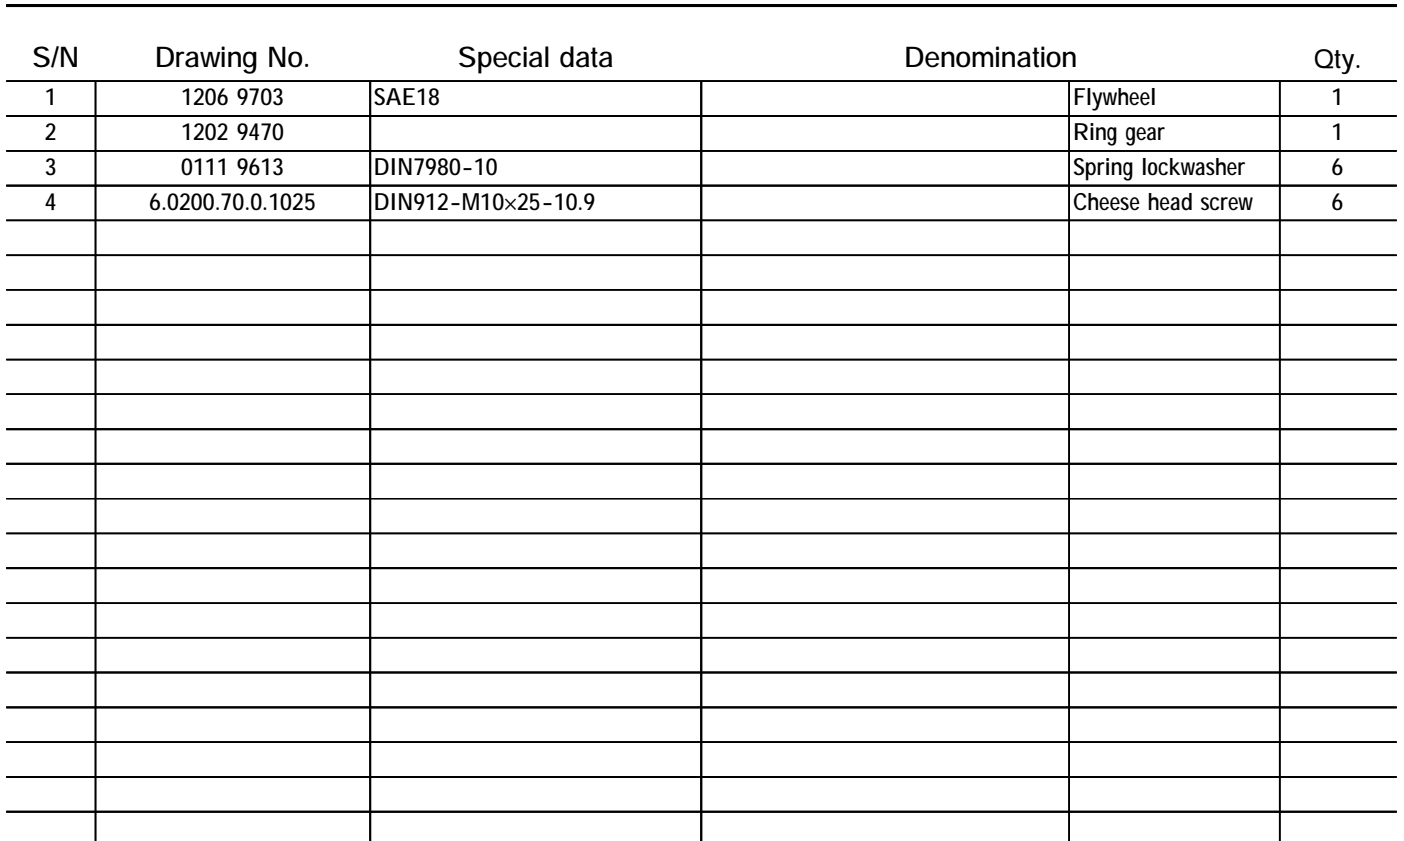 S/N Drawing No. Special data Denomination Qty.
1 1206 9703 SAE18 Flywheel 1
2 1202 9470 Ring gear 1
3 0111 9613 DIN7980-10 Spring lockwasher 6
4 6.0200.70.0.1025 DIN912-M10×25-10.9 Cheese head screw 6